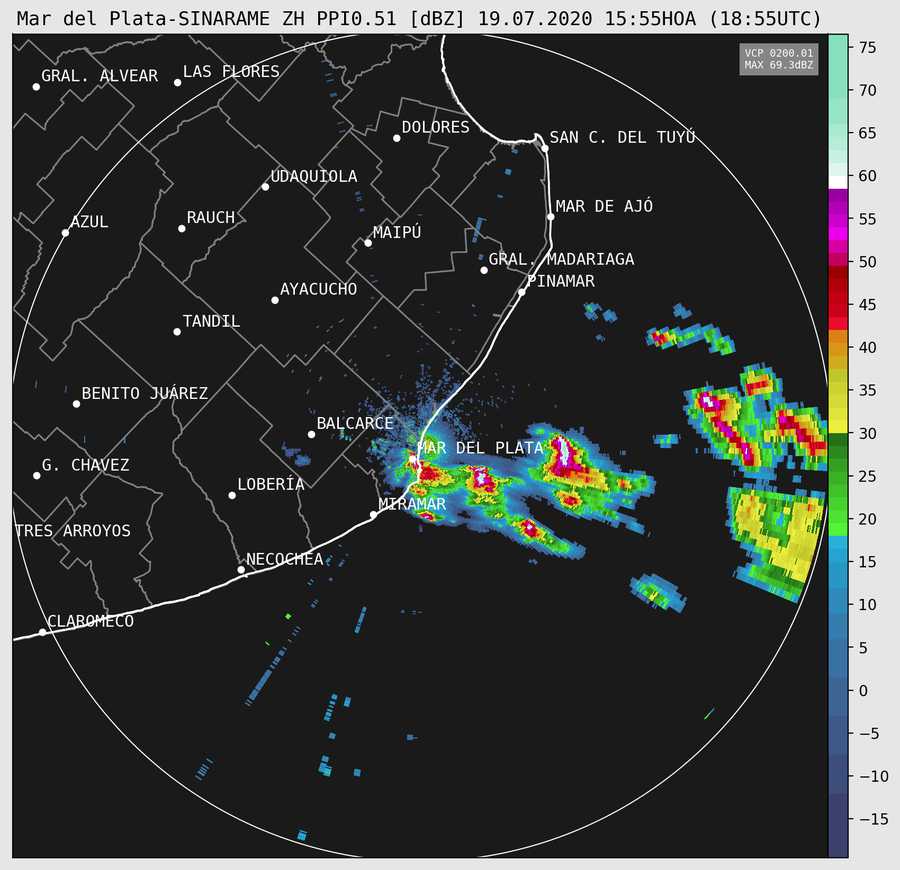 Mar del Plata-SINARAME ZH PPI0.51 [dBZ] 19.07.2020 15:55HOA (18:55UTC)
VCP 0200.01
MAX 69.3dBZ
75
70
65
60
55
50
45
40
35
30
25
20
15
10
5
0
−5
−10
−15
GRAL. ALVEAR
LAS FLORES
DOLORES
SAN C. DEL TUYÚ
UDAQUIOLA
MAR DE AJÓ
AZUL
RAUCH
MAIPÚ
GRAL. MADARIAGA
PINAMAR
AYACUCHO
TANDIL
BENITO JUÁREZ
BALCARCE
MAR DEL PLATA
G. CHAVEZ
LOBERÍA
MIRAMAR
TRES ARROYOS
NECOCHEA
CLAROMECO